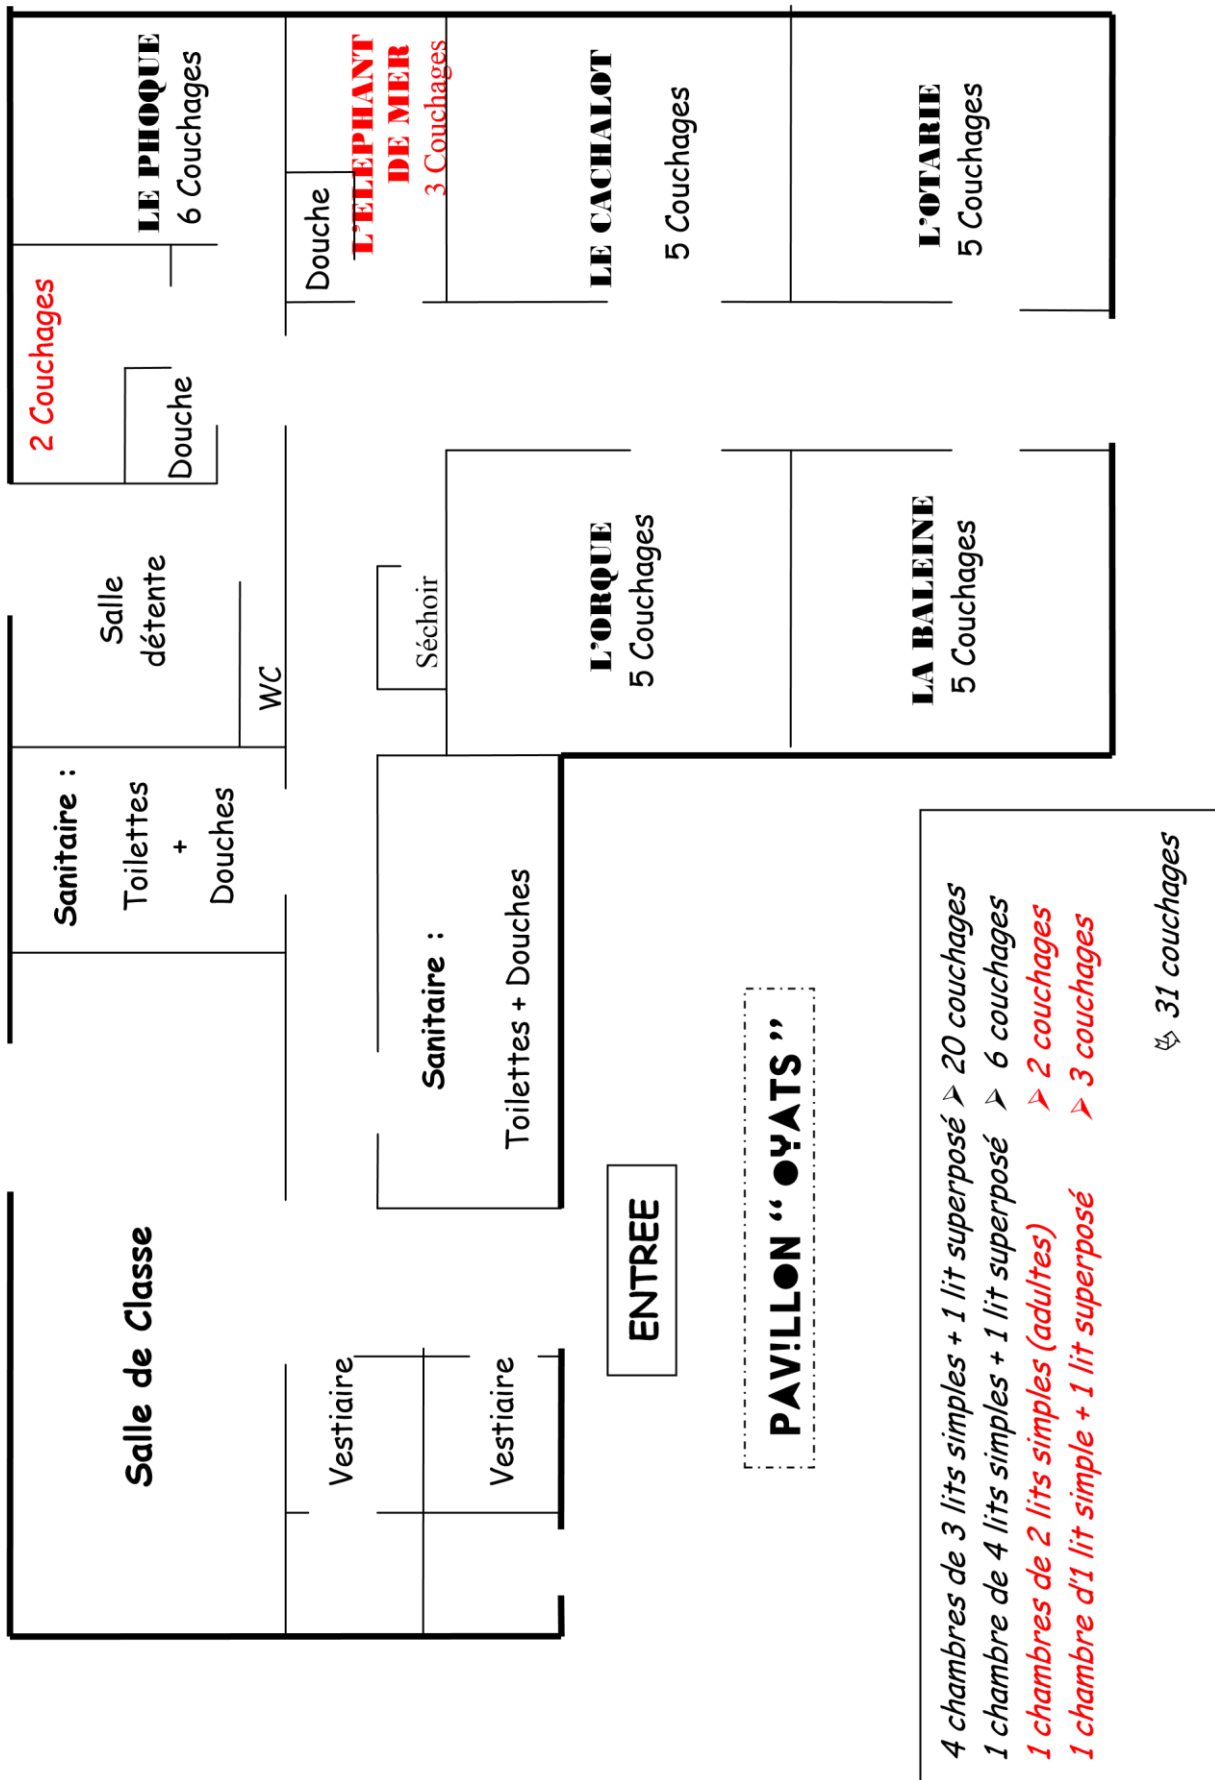 Salle de Classe
Sanitaire :
Toilettes
+
Douches
Salle
détente
WC
2 Couchages
Douche
LE PHOQUE
6 Couchages
Douche
L'ELEPHANT
DE MER
3 Couchages
Vestiaire
Vestiaire
Sanitaire :
Toilettes + Douches
Séchoir
L'ORQUE
5 Couchages
LE CACHALOT
5 Couchages
LA BALEINE
5 Couchages
L'OTARIE
5 Couchages
ENTREE
PAVILLON “ OYATS ”
4 chambres de 3 lits simples + 1 lit superposé ➢ 20 couchages
1 chambre de 4 lits simples + 1 lit superposé ➢ 6 couchages
1 chambres de 2 lits simples (adultes) ➢ 2 couchages
1 chambre d'1 lit simple + 1 lit superposé ➢ 3 couchages
31 couchages